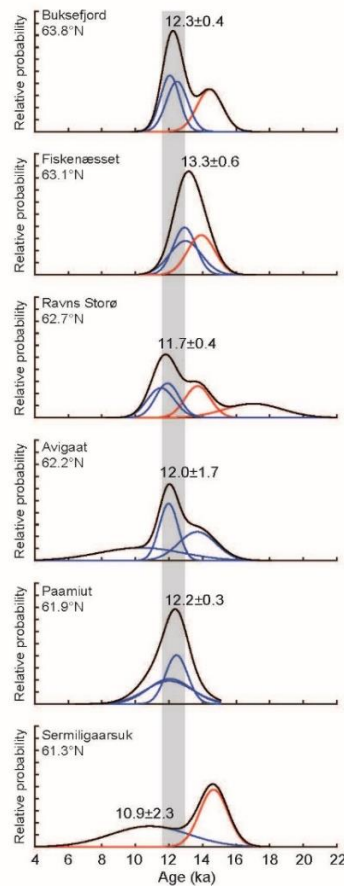 Buksefjord
63.8°N
12.3±0.4
Relative probability
Fiskenæsset
63.1°N
13.3±0.6
Relative probability
Ravns Storø
62.7°N
11.7±0.4
Relative probability
Avigaat
62.2°N
12.0±1.7
Relative probability
Paamiut
61.9°N
12.2±0.3
Relative probability
Sermiligaarsuk
61.3°N
10.9±2.3
Relative probability
4 6 8 10 12 14 16 18 20 22
Age (ka)